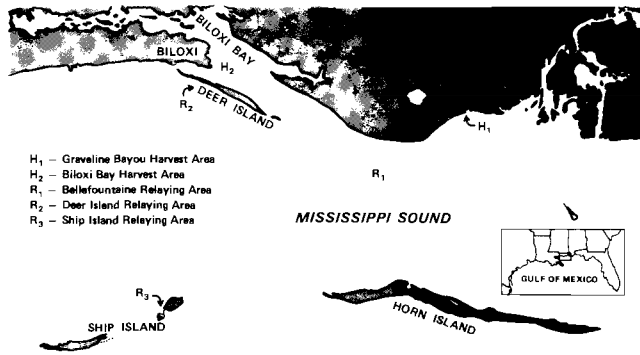 BILOXI BAY
BILOXI
H2
R2
DEER ISLAND
H1
H1 – Graveline Bayou Harvest Area
H2 – Biloxi Bay Harvest Area
R1 – Bellefountaine Relaying Area
R2 – Deer Island Relaying Area
R3 – Ship Island Relaying Area
R1
MISSISSIPPI SOUND
GULF OF MEXICO
R3
SHIP ISLAND
HORN ISLAND